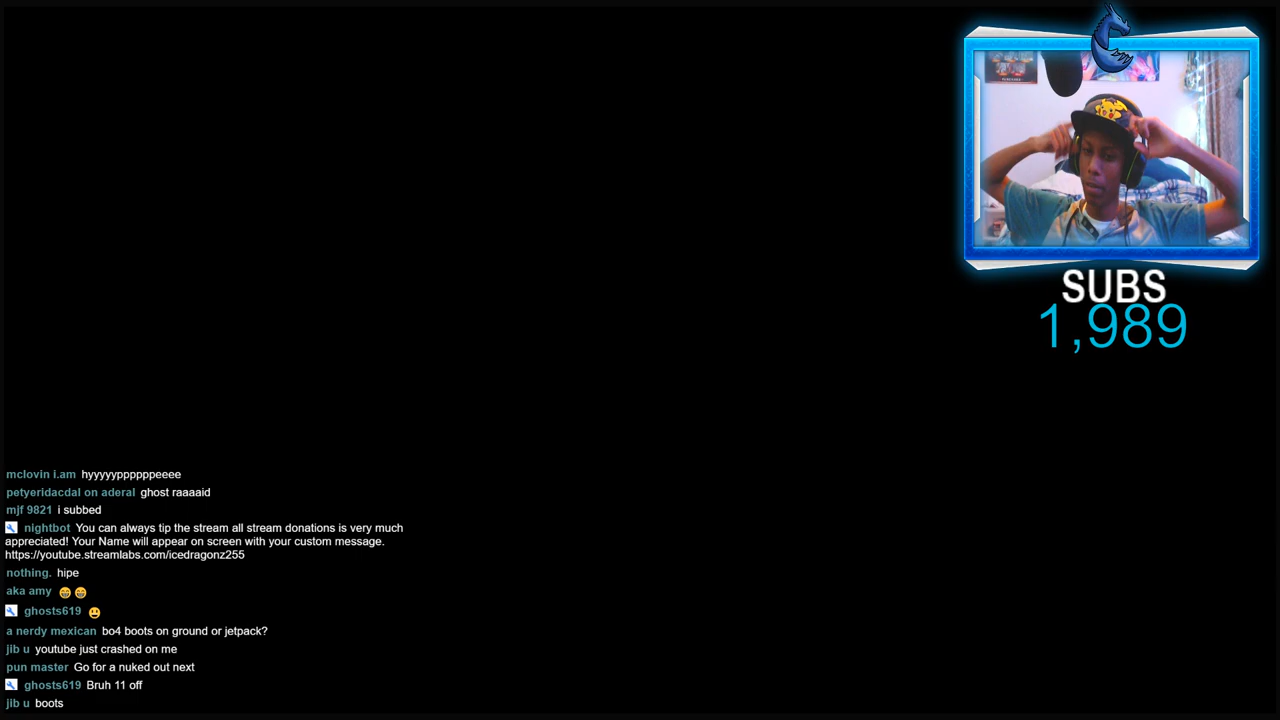 SUBS
1,989
mclovin i.am hyyyyyppppppeeee
petyeridacdal on aderal ghost raaaaid
mjf 9821 i subbed
nightbot You can always tip the stream all stream donations is very much
appreciated! Your Name will appear on screen with your custom message.
https://youtube.streamlabs.com/icedragonz255
nothing. hipe
aka amy 😁 😁
ghosts619 😃
a nerdy mexican bo4 boots on ground or jetpack?
jib u youtube just crashed on me
pun master Go for a nuked out next
ghosts619 Bruh 11 off
jib u boots